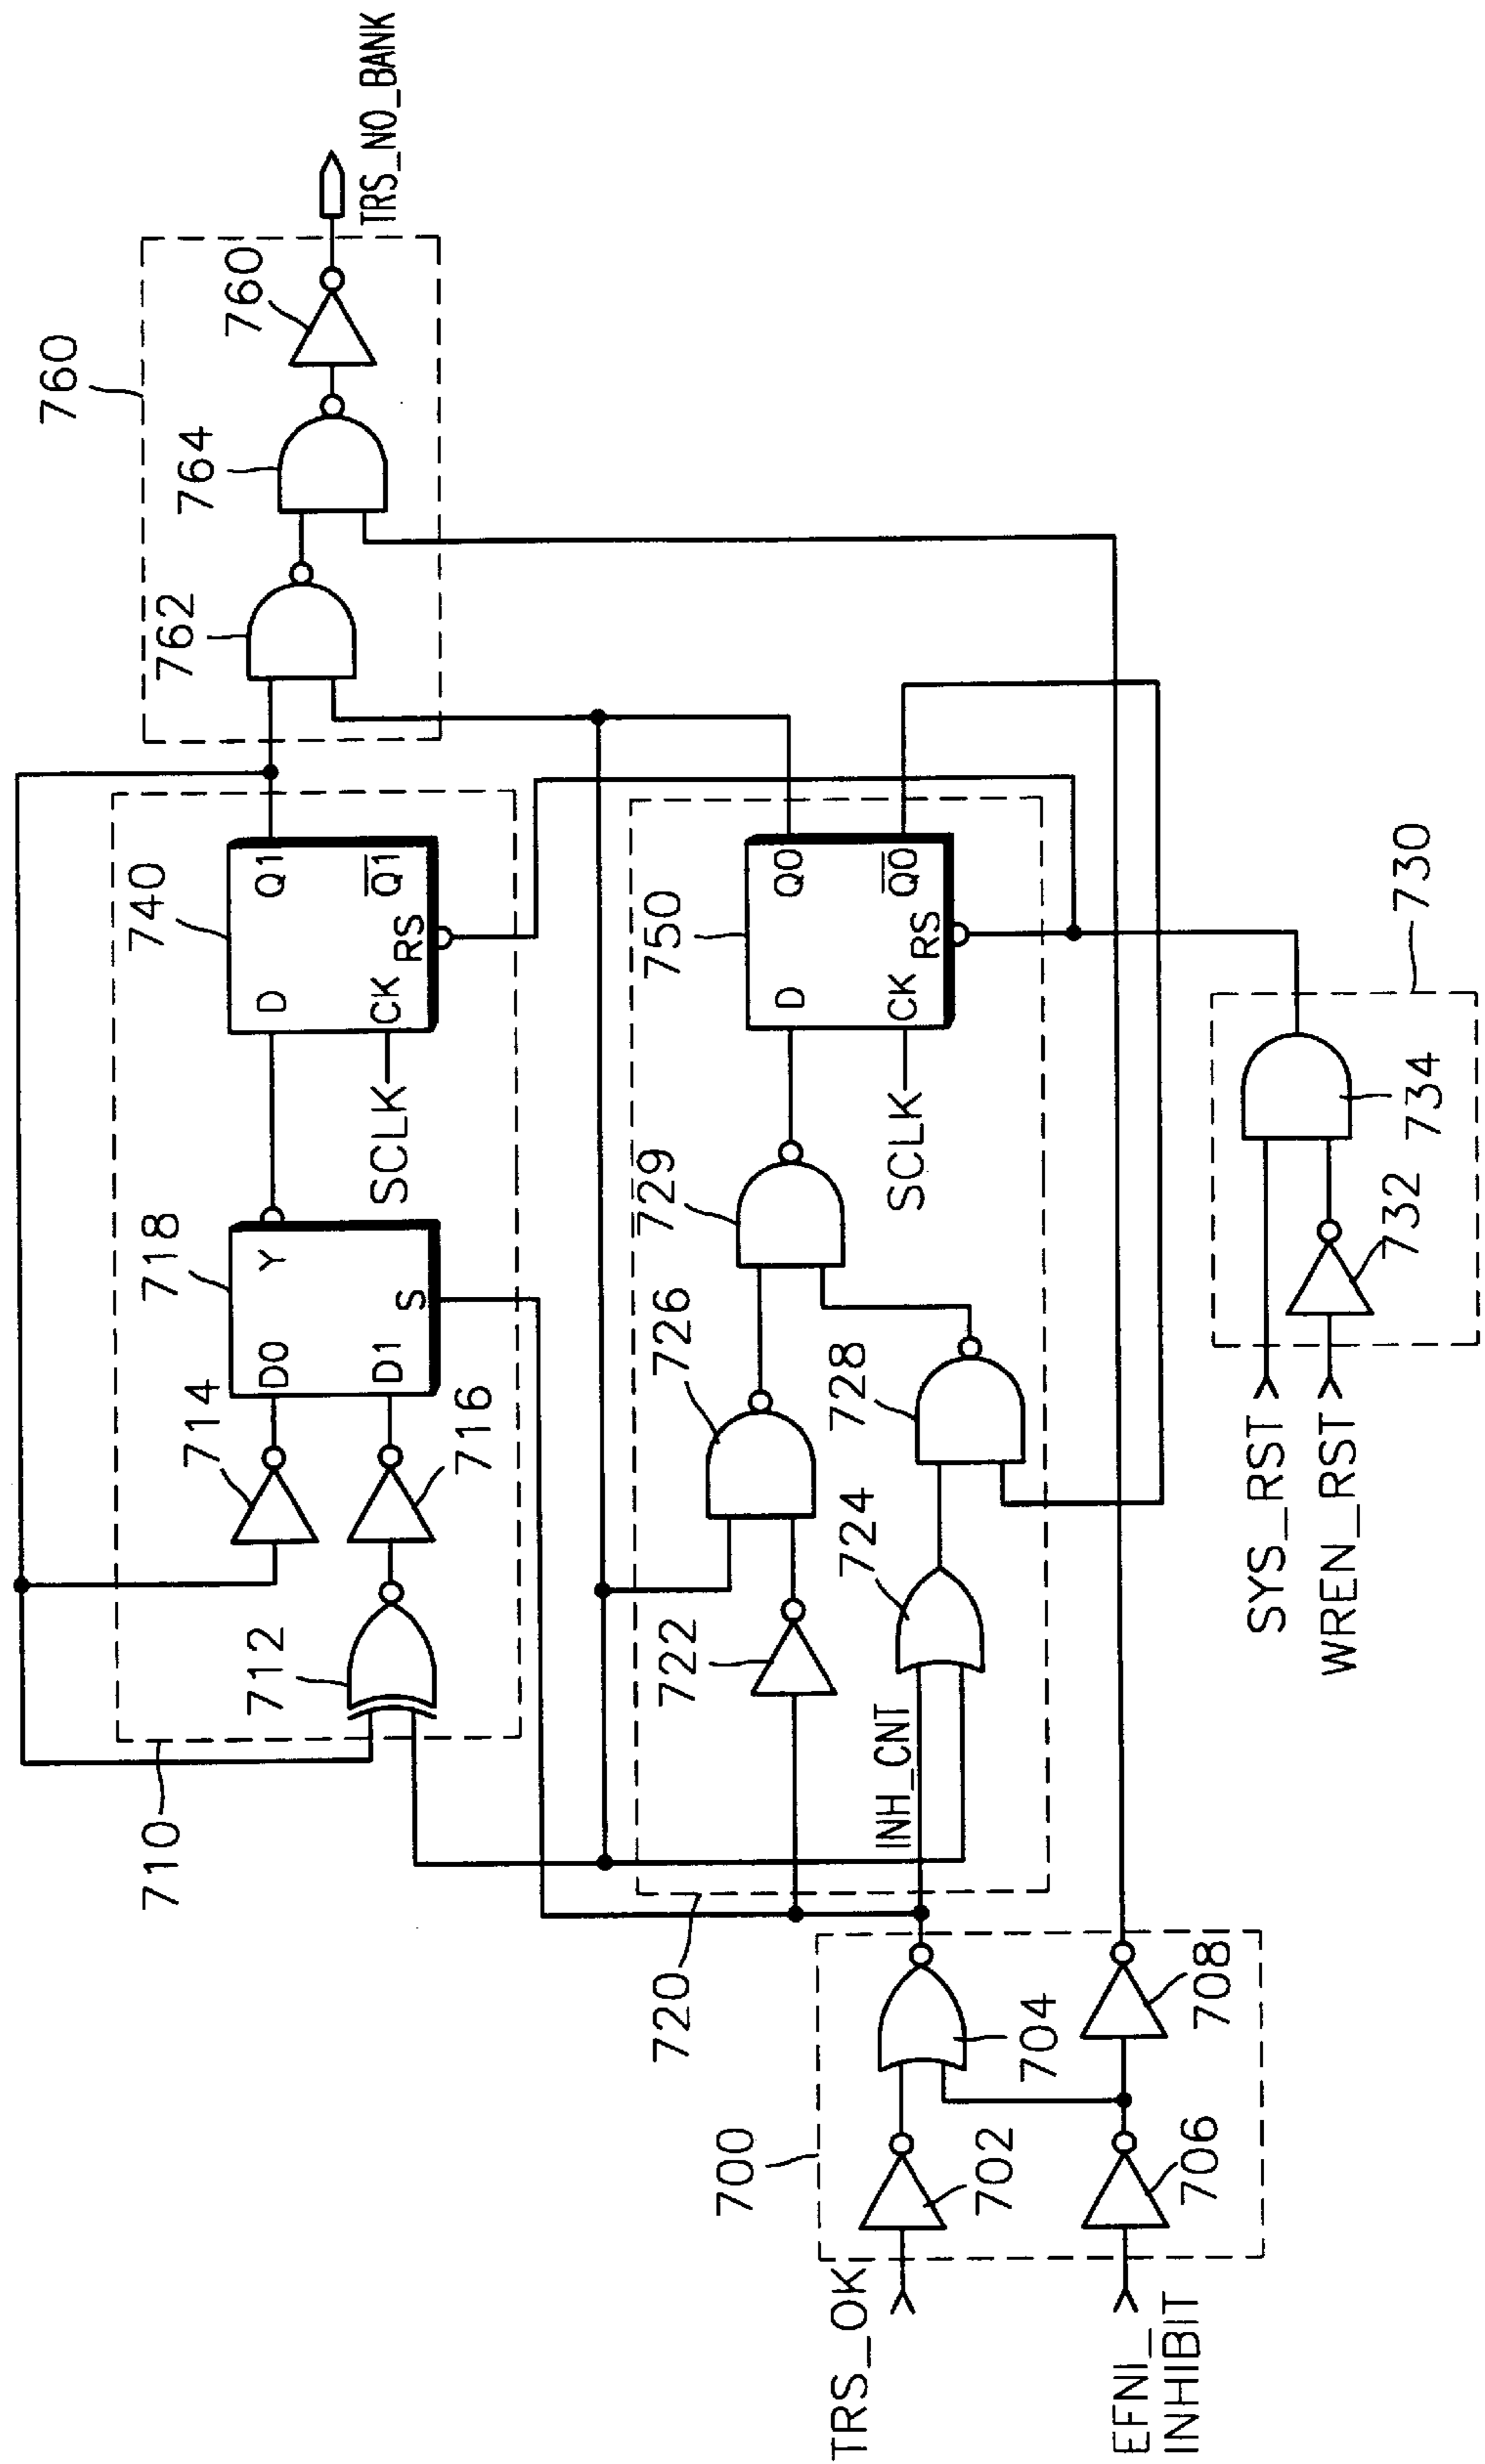 760
760
TRS_NO_BANK
764
762
740
D
Q1
Q1
CK
RS
SCLK
718
D0
Y
D1
S
714
716
712
710
750
D
Q0
Q0
CK
RS
SCLK
729
726
728
724
722
INH_CNT
720
730
734
732
SYS_RST
WREN_RST
700
702
704
706
708
TRS_OK
EFNI_
INHIBIT